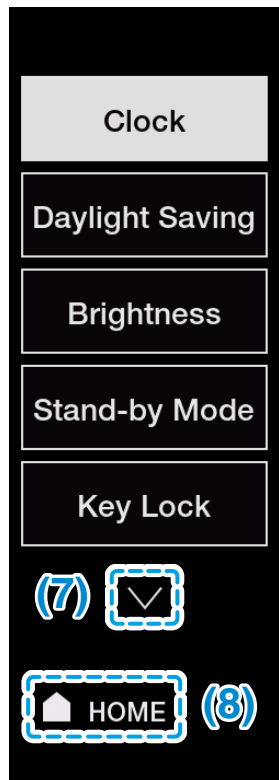 Clock
Daylight Saving
Brightness
Stand-by Mode
Key Lock
(7)
HOME (8)